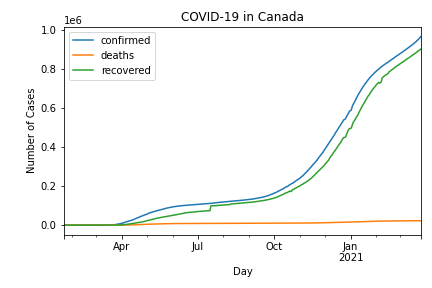 COVID-19 in Canada
1e6
confirmed
deaths
recovered
Number of Cases
1.0
0.8
0.6
0.4
0.2
0.0
Apr
Jul
Oct
Jan
2021
Day